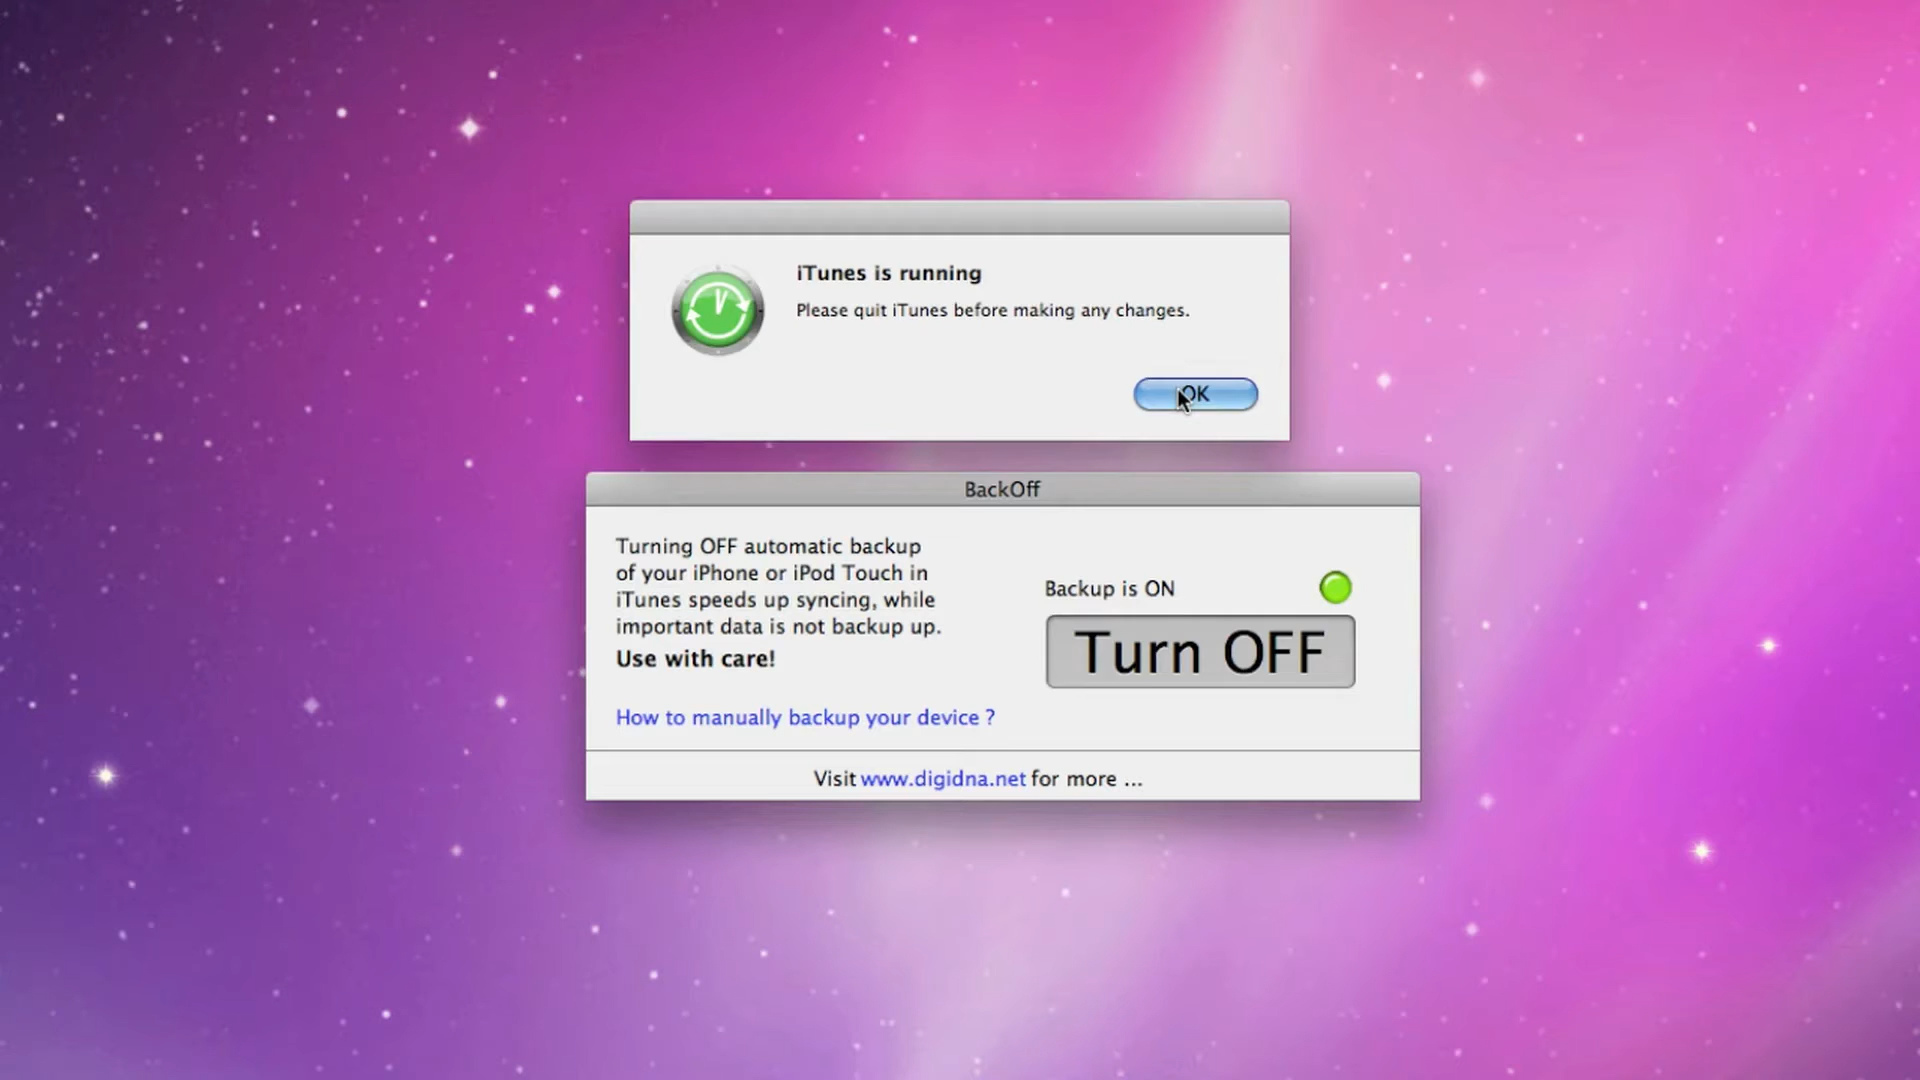 iTunes is running
Please quit iTunes before making any changes.
OK
BackOff
Turning OFF automatic backup
of your iPhone or iPod Touch in
iTunes speeds up syncing, while
important data is not backup up.
Use with care!
Backup is ON
Turn OFF
How to manually backup your device ?
Visit www.digidna.net for more ...